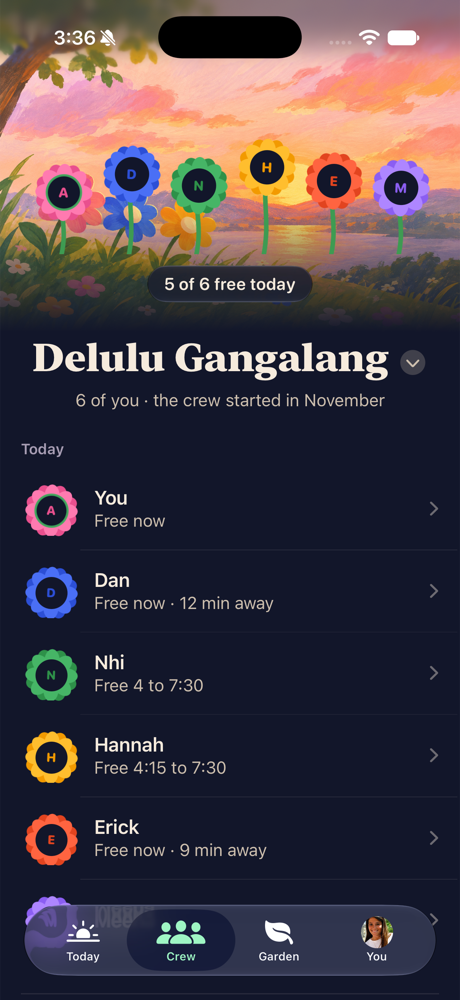 3:36
A
D
N
H
E
M
5 of 6 free today
Delulu Gangalang
6 of you · the crew started in November
Today
A
You
Free now
D
Dan
Free now · 12 min away
N
Nhi
Free 4 to 7:30
H
Hannah
Free 4:15 to 7:30
E
Erick
Free now · 9 min away
Today
Crew
Garden
You